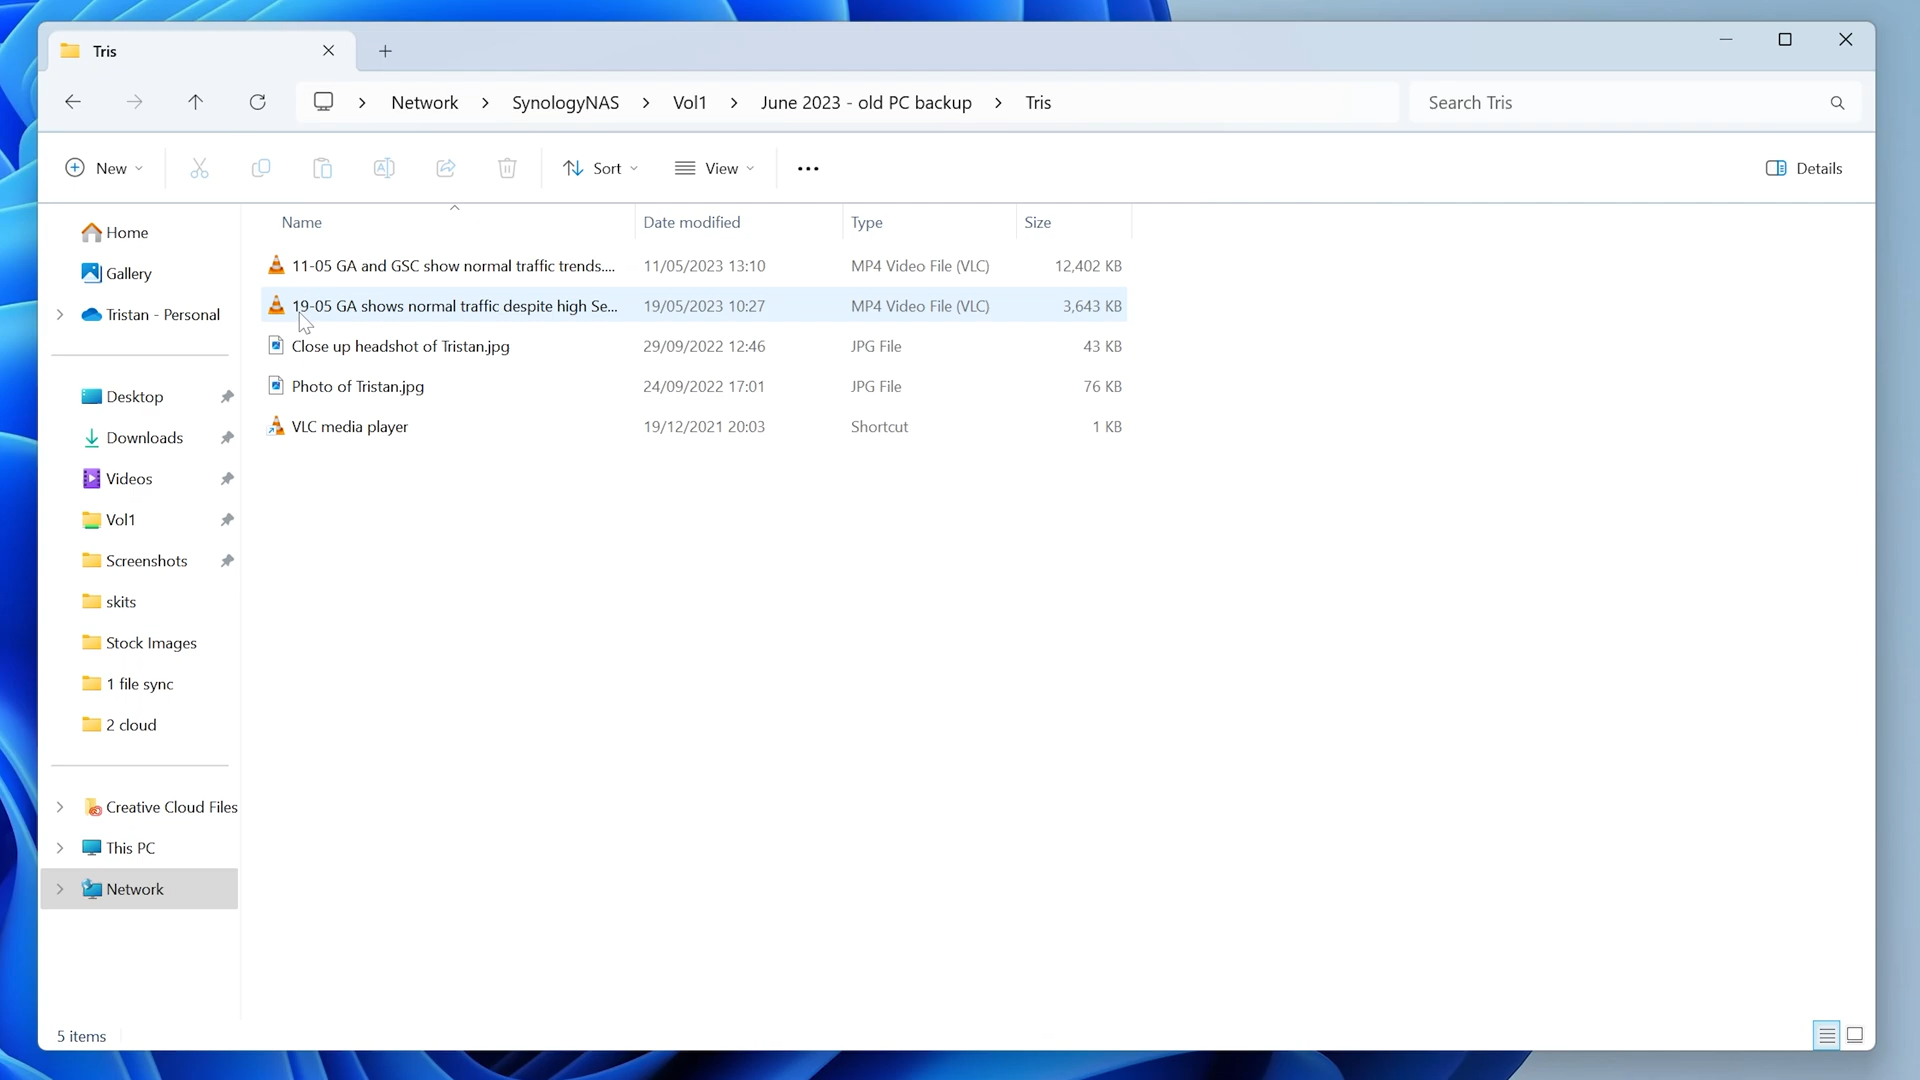 Tris
Network > SynologyNAS > Vol1 > June 2023 - old PC backup > Tris
Search Tris
New
Sort
View
Details
Name Date modified Type Size
11-05 GA and GSC show normal traffic trends.... 11/05/2023 13:10 MP4 Video File (VLC) 12,402 KB
19-05 GA shows normal traffic despite high Se... 19/05/2023 10:27 MP4 Video File (VLC) 3,643 KB
Close up headshot of Tristan.jpg 29/09/2022 12:46 JPG File 43 KB
Photo of Tristan.jpg 24/09/2022 17:01 JPG File 76 KB
VLC media player 19/12/2021 20:03 Shortcut 1 KB
Home
Gallery
Tristan - Personal
Desktop
Downloads
Videos
Vol1
Screenshots
skits
Stock Images
1 file sync
2 cloud
Creative Cloud Files
This PC
Network
5 items